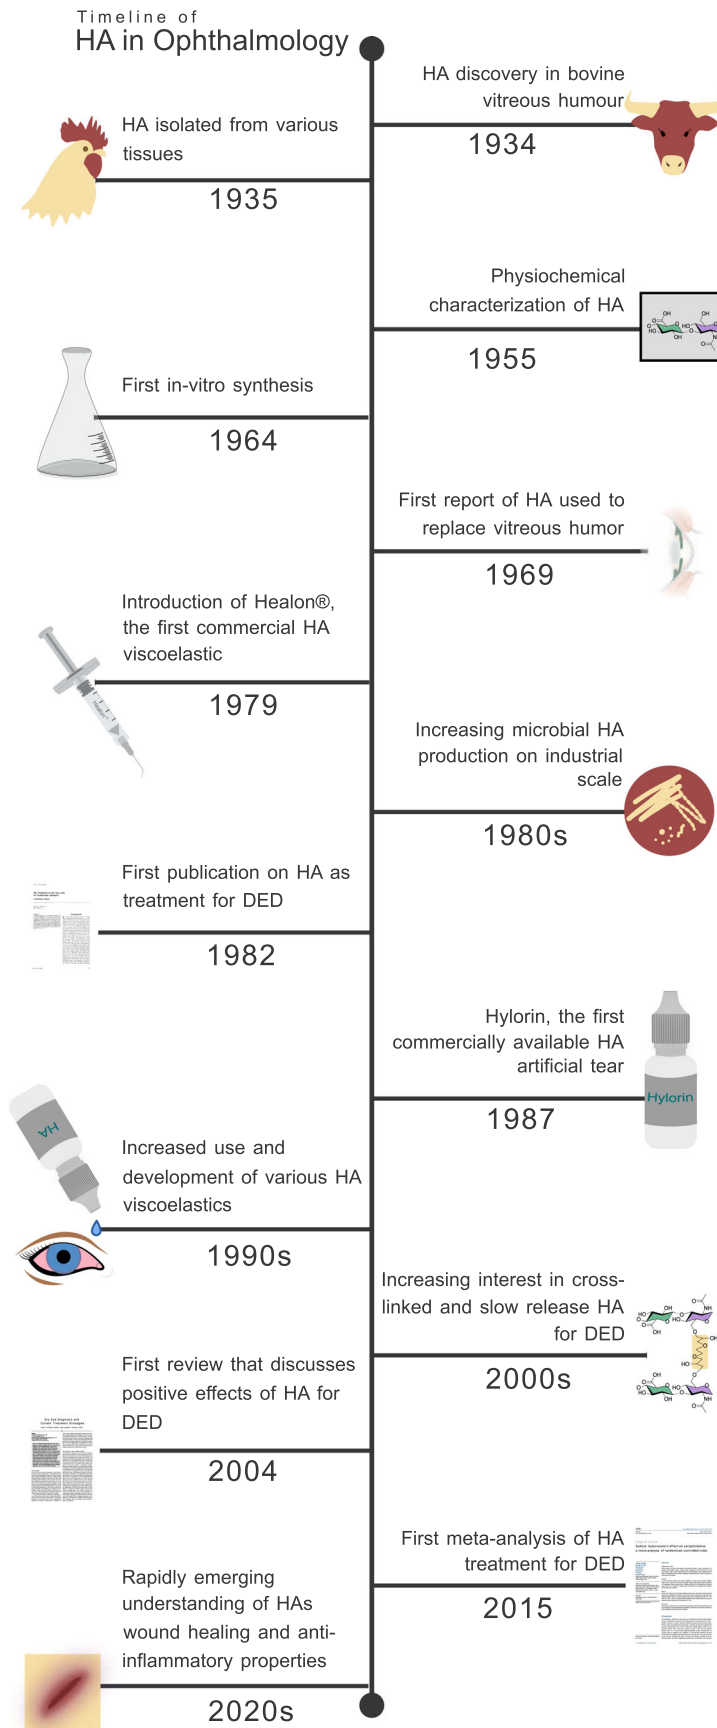 Timeline of
HA in Ophthalmology
HA discovery in bovine
vitreous humour
1934
HA isolated from various
tissues
1935
Physiochemical
characterization of HA
1955
First in-vitro synthesis
1964
First report of HA used to
replace vitreous humor
1969
Introduction of Healon®,
the first commercial HA
viscoelastic
1979
Healon
Increasing microbial HA
production on industrial
scale
1980s
First publication on HA as
treatment for DED
1982
Hylorin, the first
commercially available HA
artificial tear
1987
Hylorin
HA
Increased use and
development of various HA
viscoelastics
1990s
Increasing interest in cross-
linked and slow release HA
for DED
2000s
First review that discusses
positive effects of HA for
DED
2004
Dry Eye Diagnosis and
Current Treatment Strategies
First meta-analysis of HA
treatment for DED
2015
Rapidly emerging
understanding of HAs
wound healing and anti-
inflammatory properties
2020s